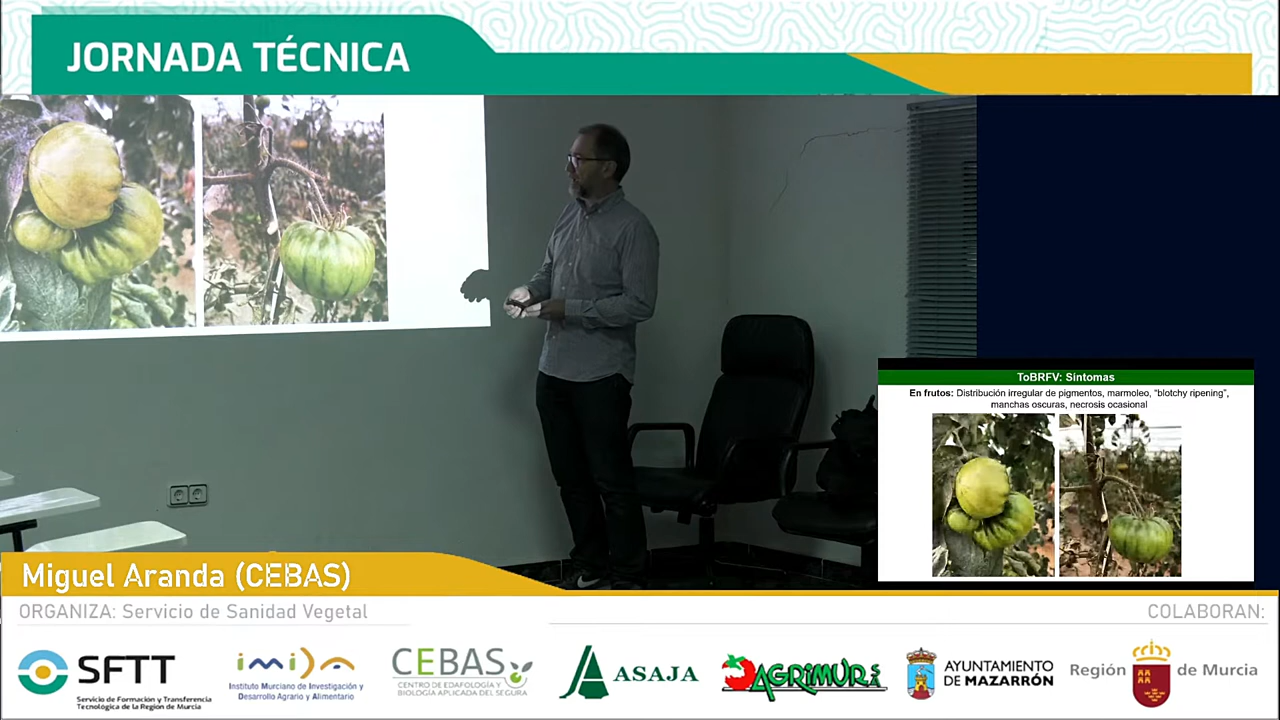 JORNADA TÉCNICA
ToBRFV: Síntomas
En frutos: Distribución irregular de pigmentos, marmoleo, "blotchy ripening",
manchas oscuras, necrosis ocasional
Miguel Aranda (CEBAS)
ORGANIZA: Servicio de Sanidad Vegetal
COLABORAN:
SFTT
Servicio de Formación y Transferencia
Tecnológica de la Región de Murcia
imida
Instituto Murciano de Investigación y
Desarrollo Agrario y Alimentario
CEBAS
CENTRO DE EDAFOLOGÍA Y
BIOLOGÍA APLICADA DEL SEGURA
ASAJA
AGRIMUR
AYUNTAMIENTO
DE MAZARRÓN
Región de Murcia